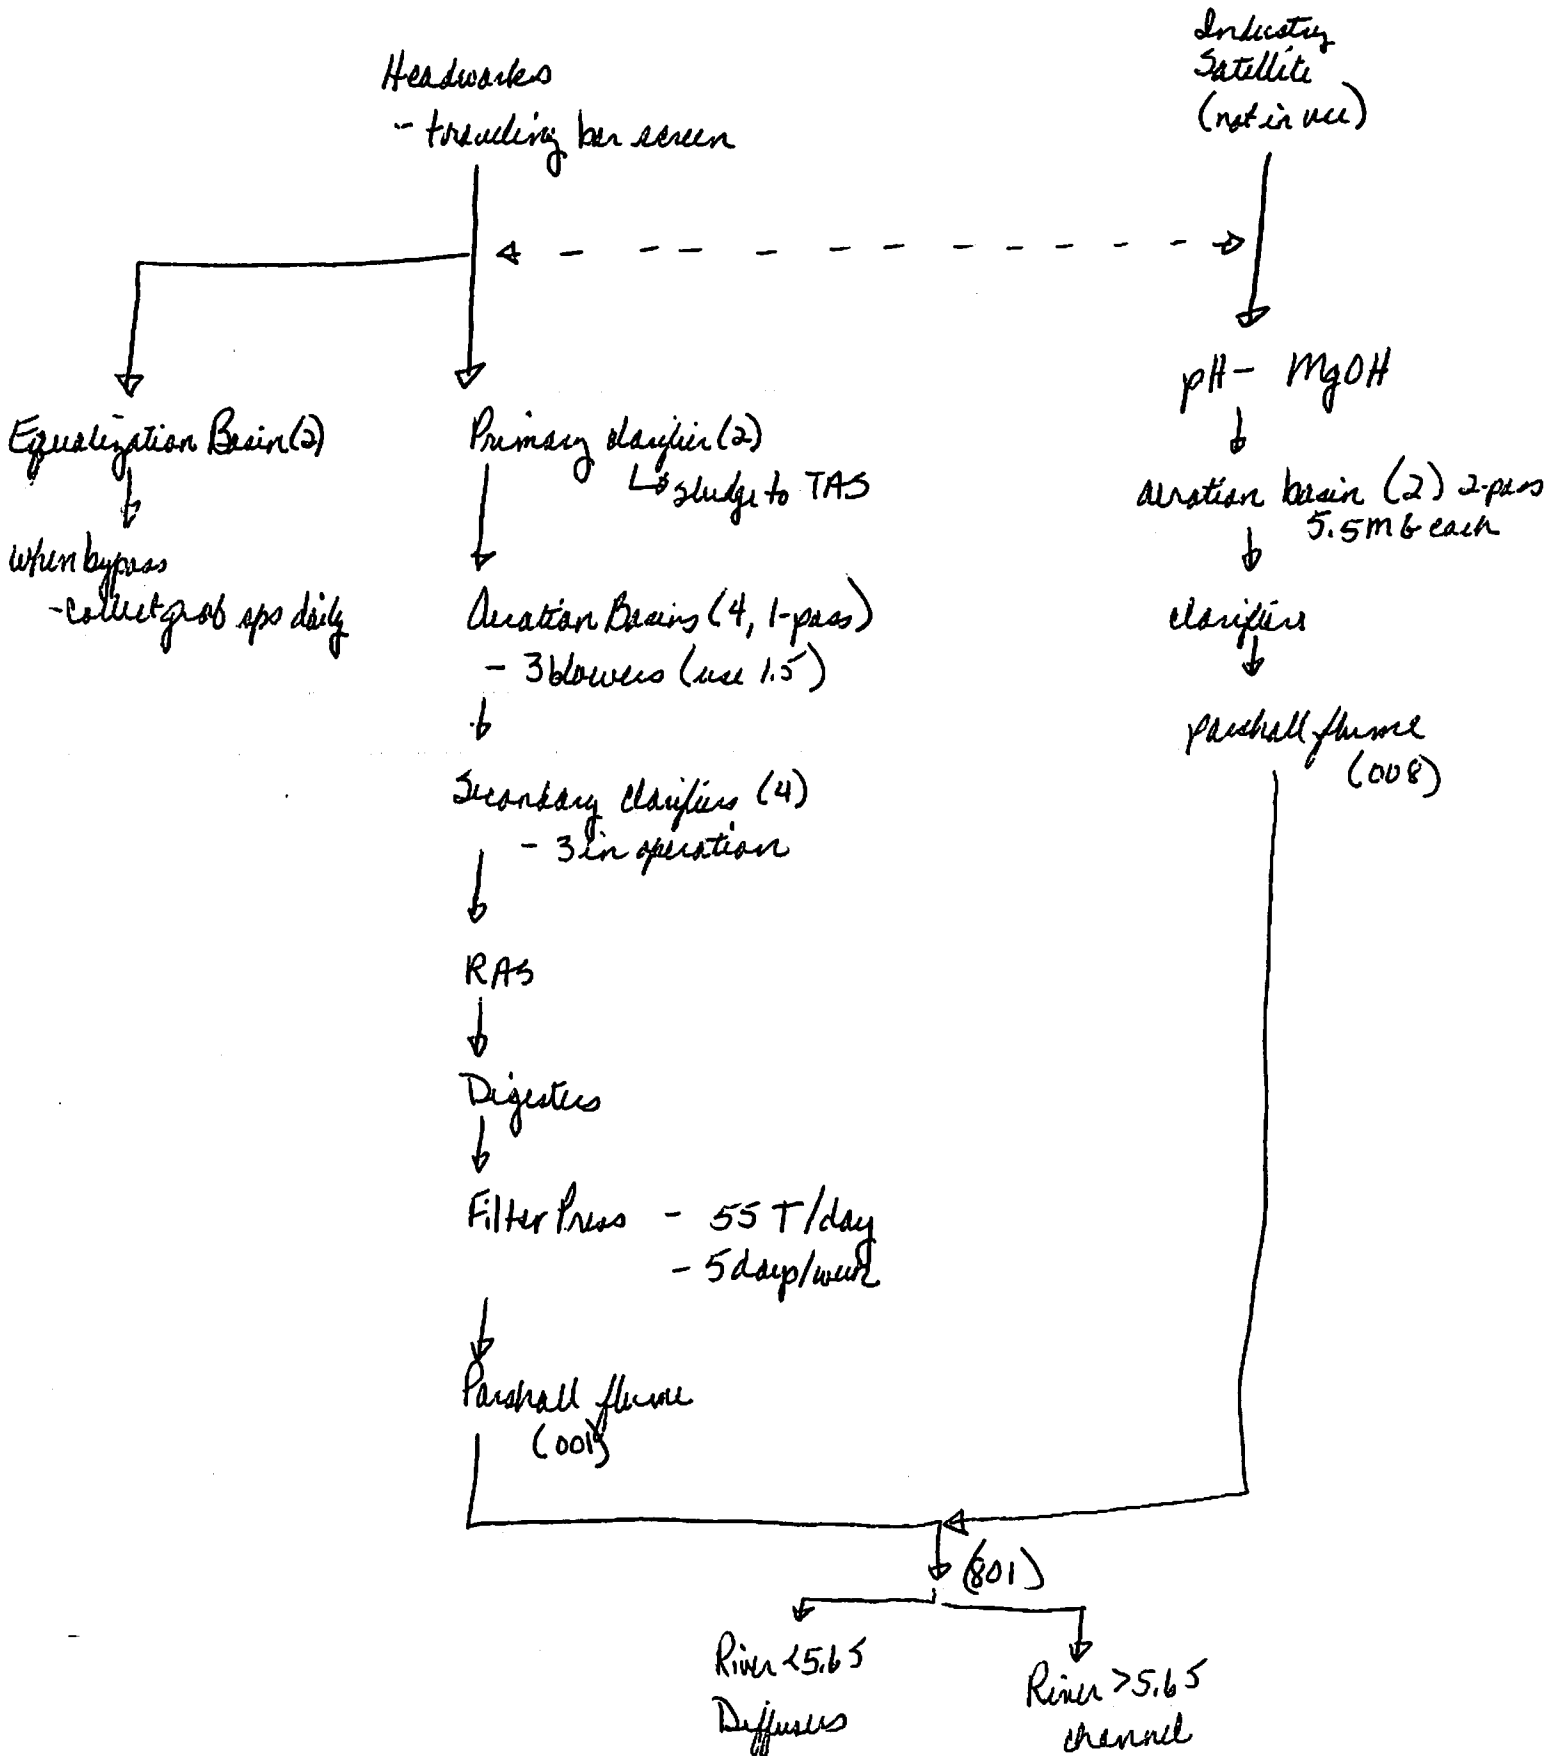 Headworks
- traveling bar screen
Industry
Satellite
(not in use)
Equalization Basin (2)
when bypass
- collect grab sps daily
Primary clarifier (2)
sludge to TAS
Aeration Basins (4, 1-pass)
- 3 blowers (use 1.5)
Secondary clarifiers (4)
- 3 in operation
RAS
Digesters
Filter Press - 55 T/day
- 5 days/week
Parshall flume
(001)
pH - MgOH
aeration basin (2) 2-pass
5.5 MG each
clarifiers
parshall flume
(008)
(801)
River <5.65
Diffusers
River >5.65
channel